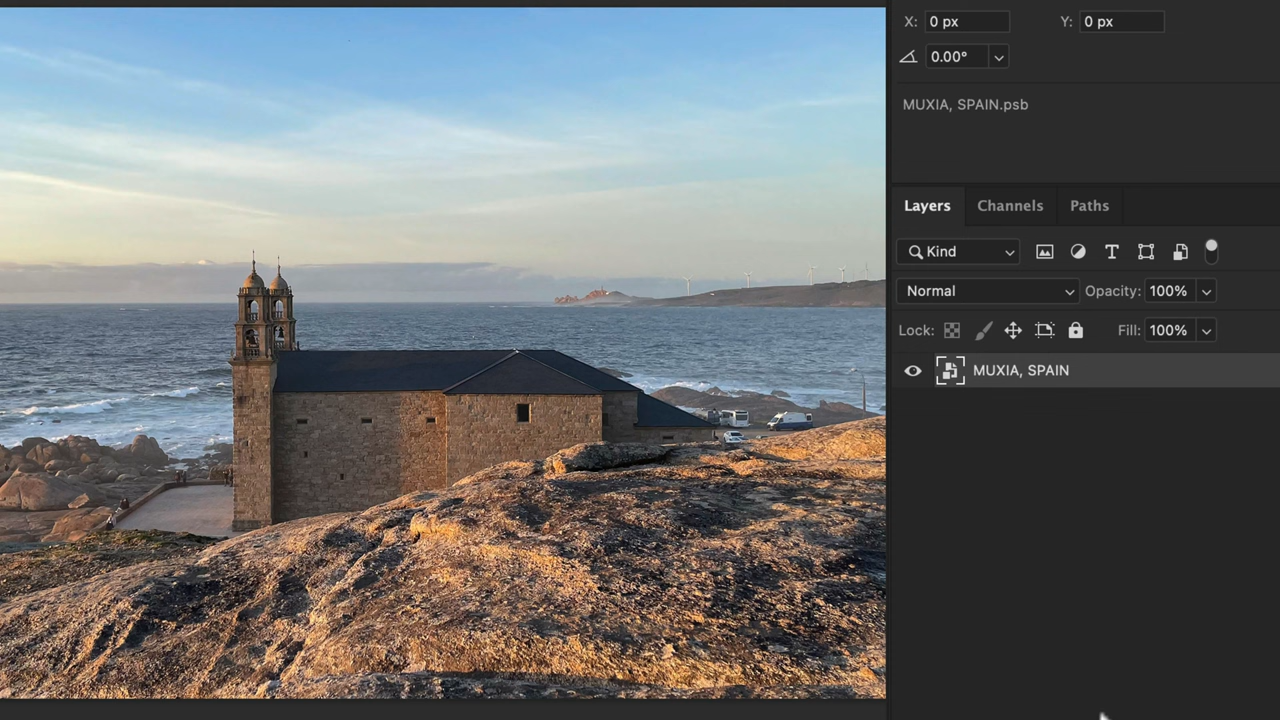 X: 0 px Y: 0 px
0.00°
MUXIA, SPAIN.psb
Layers Channels Paths
Kind
Normal Opacity: 100%
Lock: Fill: 100%
MUXIA, SPAIN